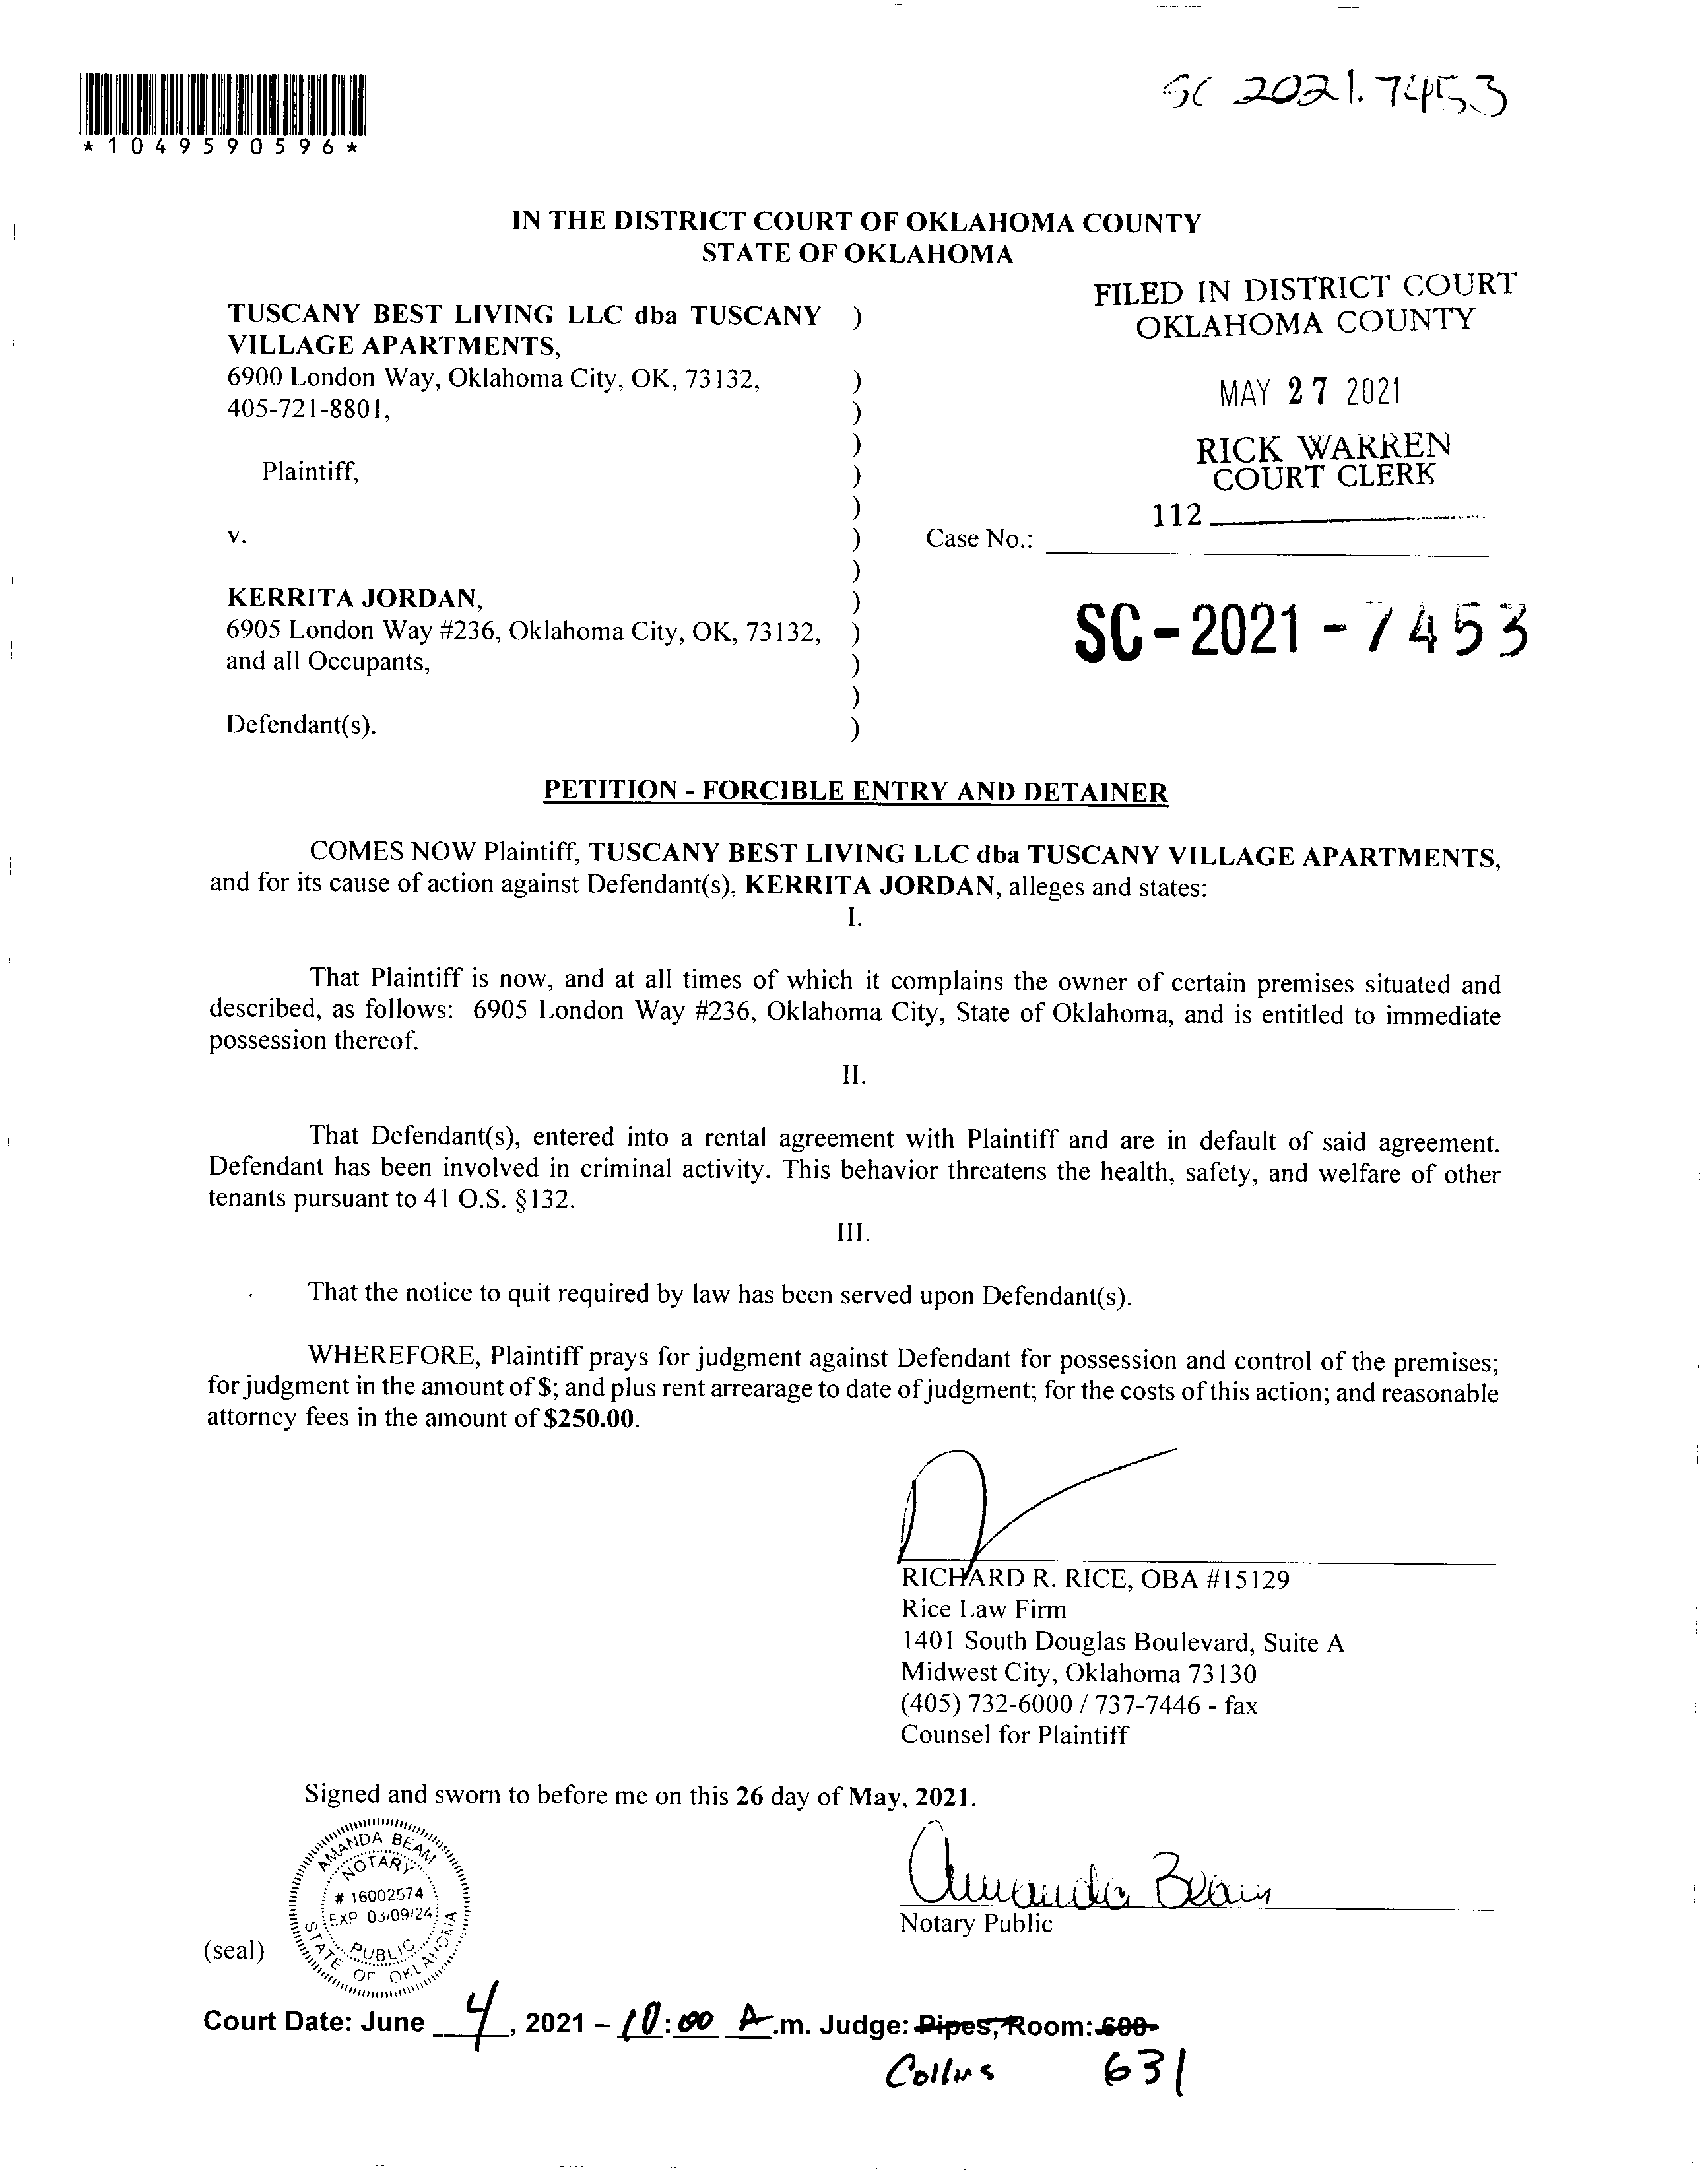 SC 2021.7453
*1049590596*
IN THE DISTRICT COURT OF OKLAHOMA COUNTY
STATE OF OKLAHOMA
FILED IN DISTRICT COURT
OKLAHOMA COUNTY
MAY 27 2021
RICK WARREN
COURT CLERK
112
TUSCANY BEST LIVING LLC dba TUSCANY )
VILLAGE APARTMENTS,
6900 London Way, Oklahoma City, OK, 73132, )
405-721-8801, )
)
Plaintiff, )
)
v. ) Case No.:
)
KERRITA JORDAN, )
6905 London Way #236, Oklahoma City, OK, 73132, )
and all Occupants, )
)
Defendant(s). )
SC-2021-7453
PETITION - FORCIBLE ENTRY AND DETAINER
COMES NOW Plaintiff, TUSCANY BEST LIVING LLC dba TUSCANY VILLAGE APARTMENTS,
and for its cause of action against Defendant(s), KERRITA JORDAN, alleges and states:
I.
That Plaintiff is now, and at all times of which it complains the owner of certain premises situated and
described, as follows: 6905 London Way #236, Oklahoma City, State of Oklahoma, and is entitled to immediate
possession thereof.
II.
That Defendant(s), entered into a rental agreement with Plaintiff and are in default of said agreement.
Defendant has been involved in criminal activity. This behavior threatens the health, safety, and welfare of other
tenants pursuant to 41 O.S. §132.
III.
That the notice to quit required by law has been served upon Defendant(s).
WHEREFORE, Plaintiff prays for judgment against Defendant for possession and control of the premises;
for judgment in the amount of $; and plus rent arrearage to date of judgment; for the costs of this action; and reasonable
attorney fees in the amount of $250.00.
RICHARD R. RICE, OBA #15129
Rice Law Firm
1401 South Douglas Boulevard, Suite A
Midwest City, Oklahoma 73130
(405) 732-6000 / 737-7446 - fax
Counsel for Plaintiff
Signed and sworn to before me on this 26 day of May, 2021.
AMANDA BEAM
NOTARY
# 16002574
EXP 03/09/24
PUBLIC
STATE OF OKLAHOMA
Amanda Beam
Notary Public
(seal)
Court Date: June 4, 2021 – 10:00 A.m. Judge: Pipes, Room: 600
Collins 631